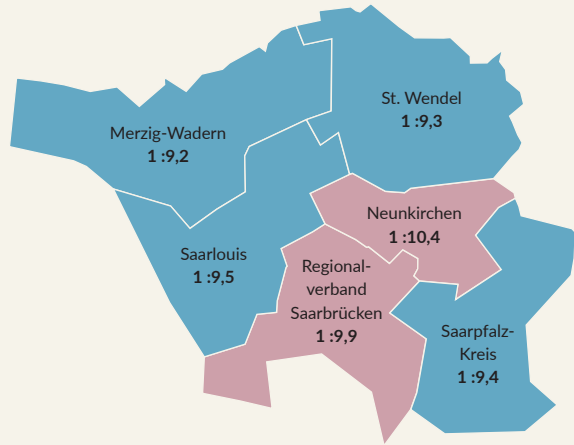 St. Wendel
1 :9,3
Merzig-Wadern
1 :9,2
Neunkirchen
1 :10,4
Saarlouis
1 :9,5
Regional-
verband
Saarbrücken
1 :9,9
Saarpfalz-
Kreis
1 :9,4